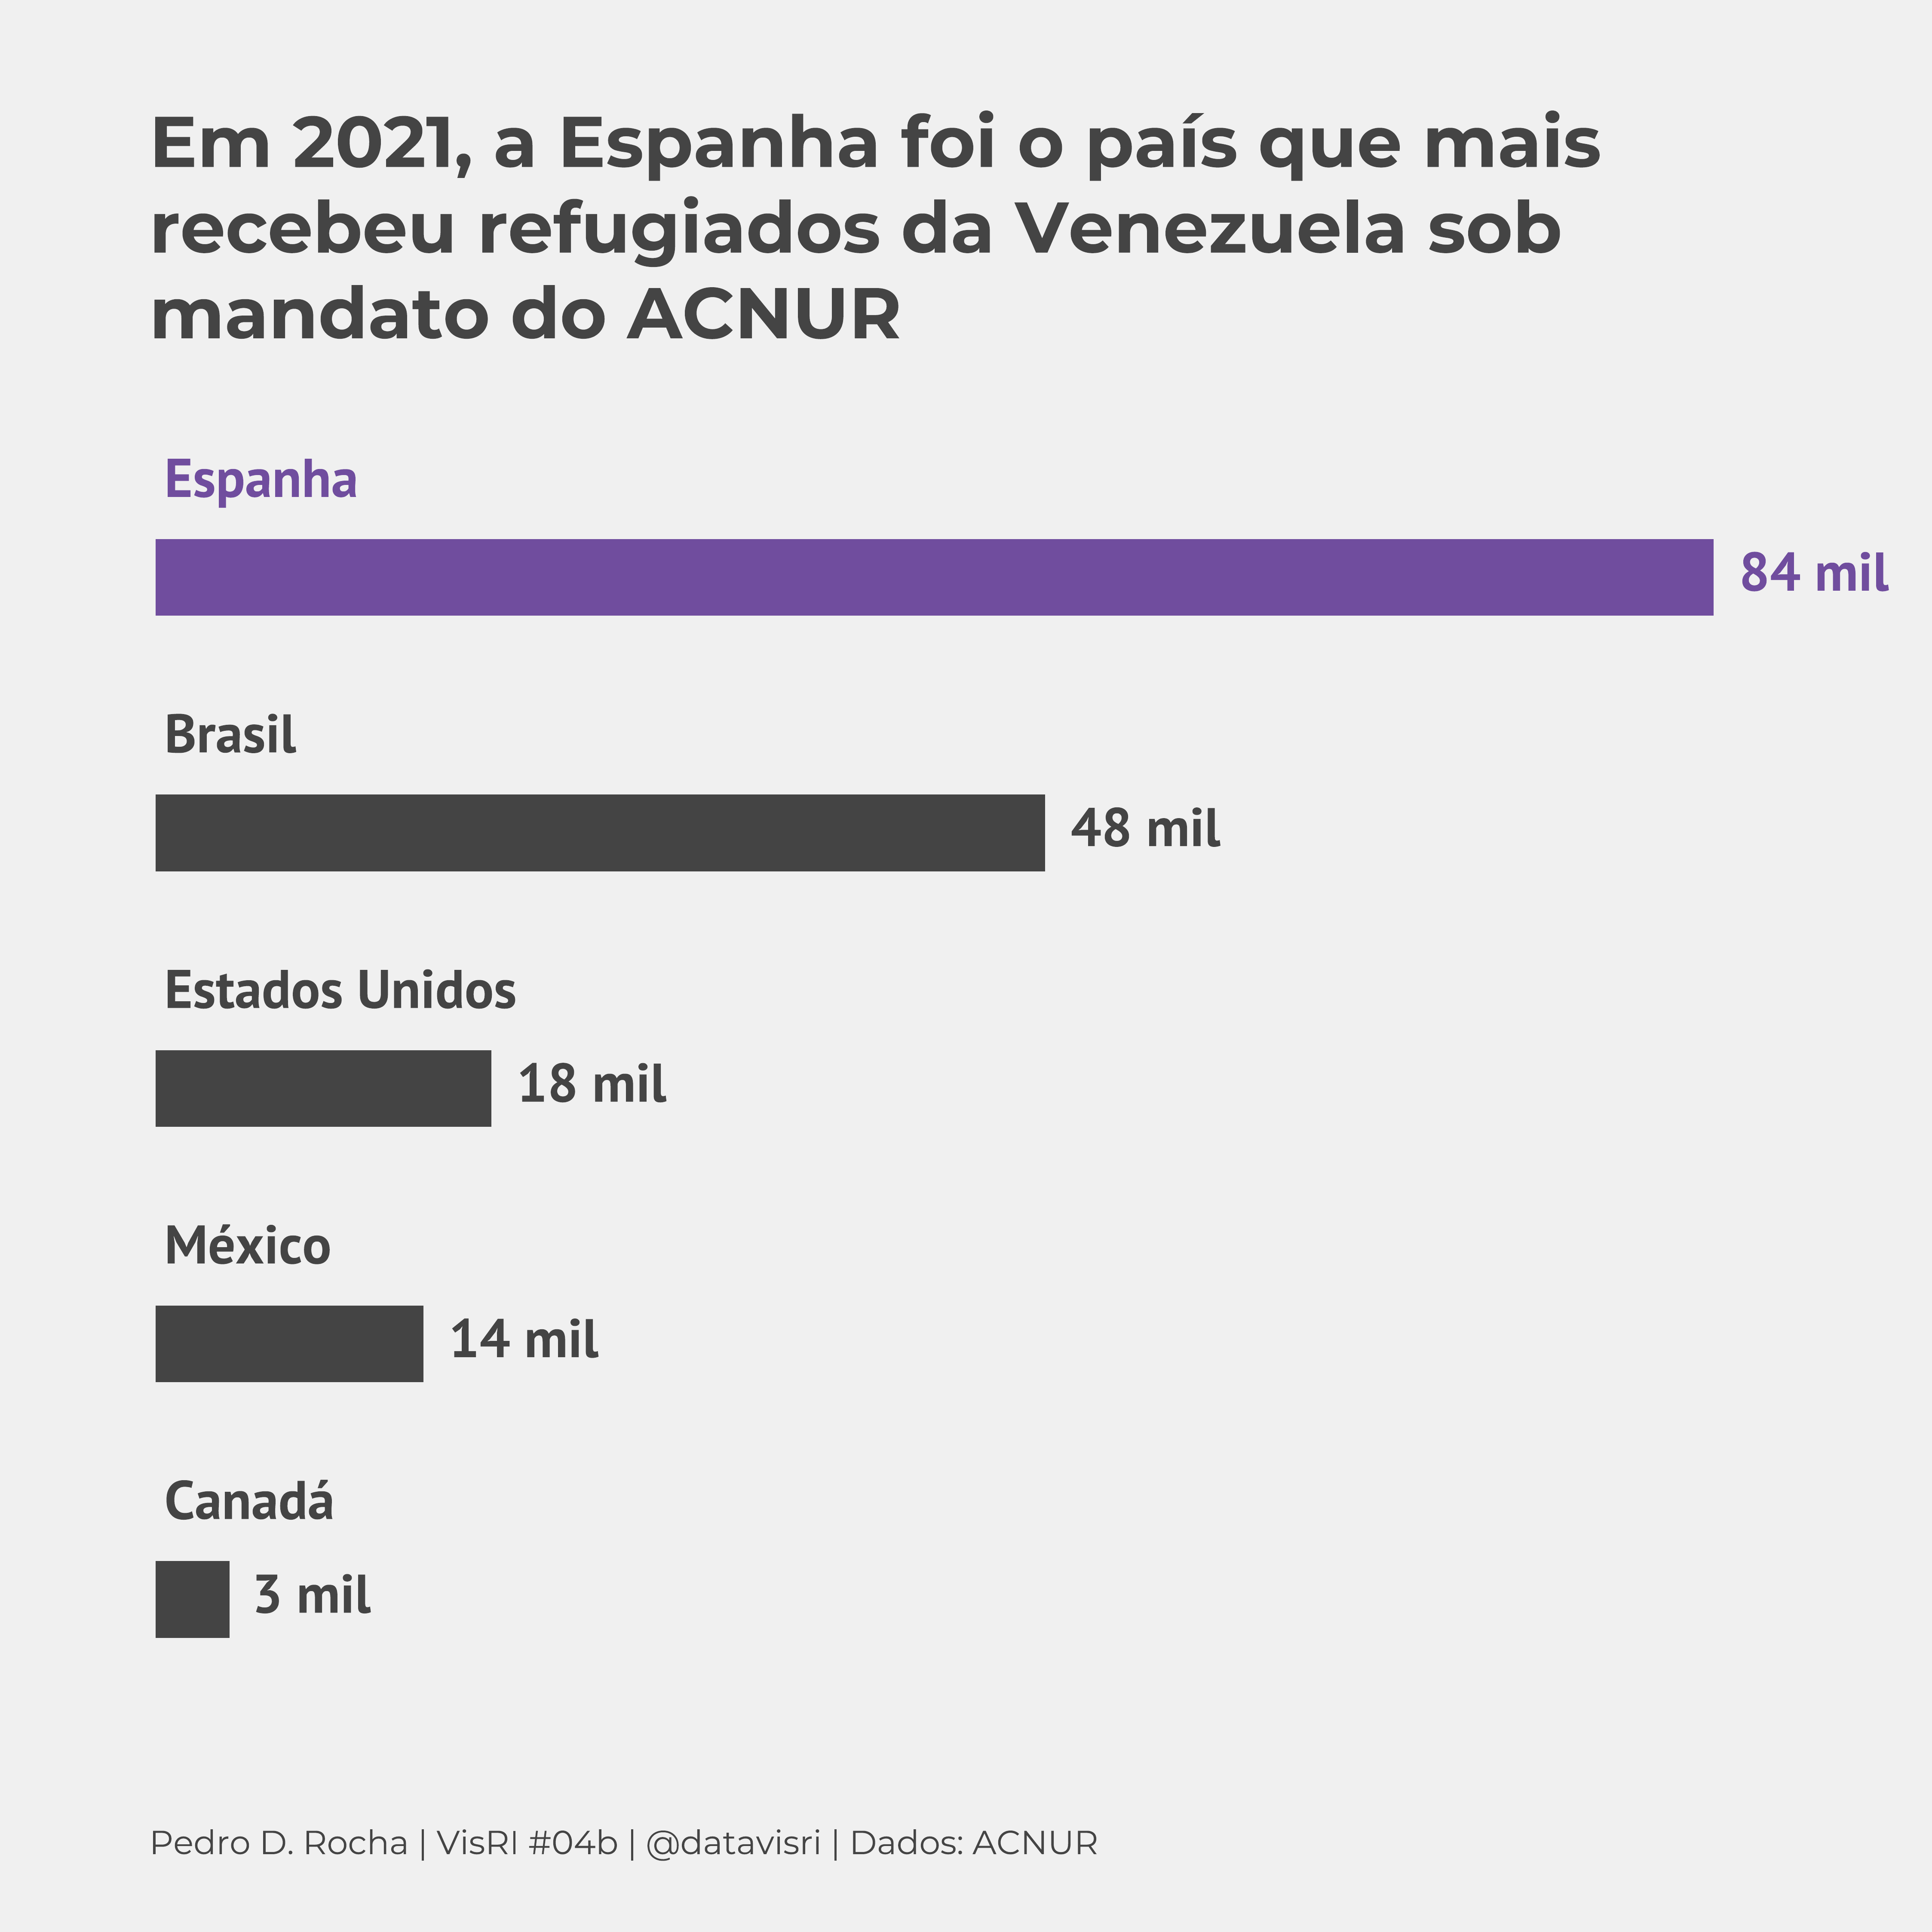 Em 2021, a Espanha foi o país que mais
recebeu refugiados da Venezuela sob
mandato do ACNUR
Espanha
84 mil
Brasil
48 mil
Estados Unidos
18 mil
México
14 mil
Canadá
3 mil
Pedro D. Rocha | VisRI #04b | @datavisri | Dados: ACNUR